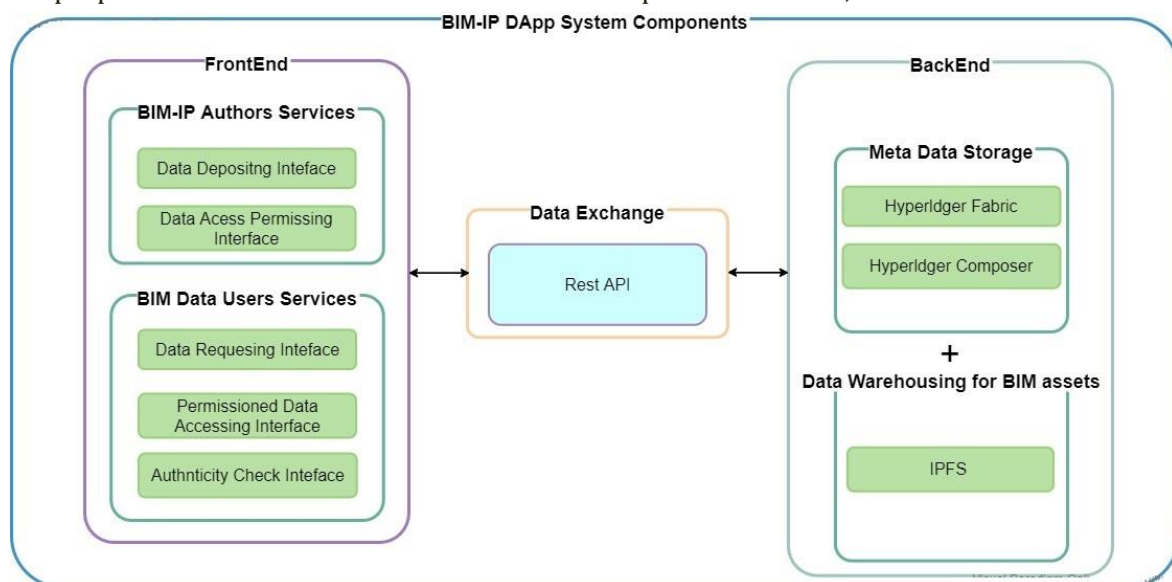 BIM-IP DApp System Components
FrontEnd
BIM-IP Authors Services
Data Depositng Inteface
Data Acess Permissing
Interface
BIM Data Users Services
Data Requesing Inteface
Permissioned Data
Accessing Interface
Authnticity Check Inteface
Data Exchange
Rest API
BackEnd
Meta Data Storage
Hyperldger Fabric
Hyperldger Composer
+
Data Warehousing for BIM assets
IPFS